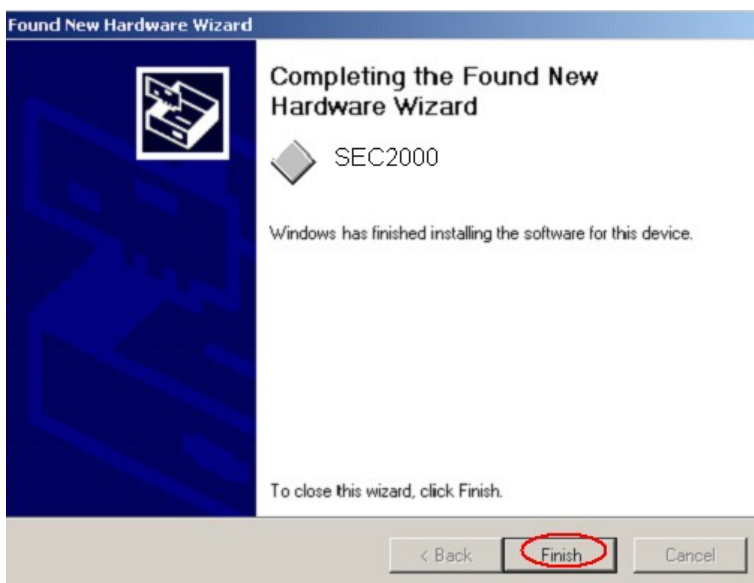 Found New Hardware Wizard
Completing the Found New
Hardware Wizard
SEC2000
Windows has finished installing the software for this device.
To close this wizard, click Finish.
< Back
Finish
Cancel